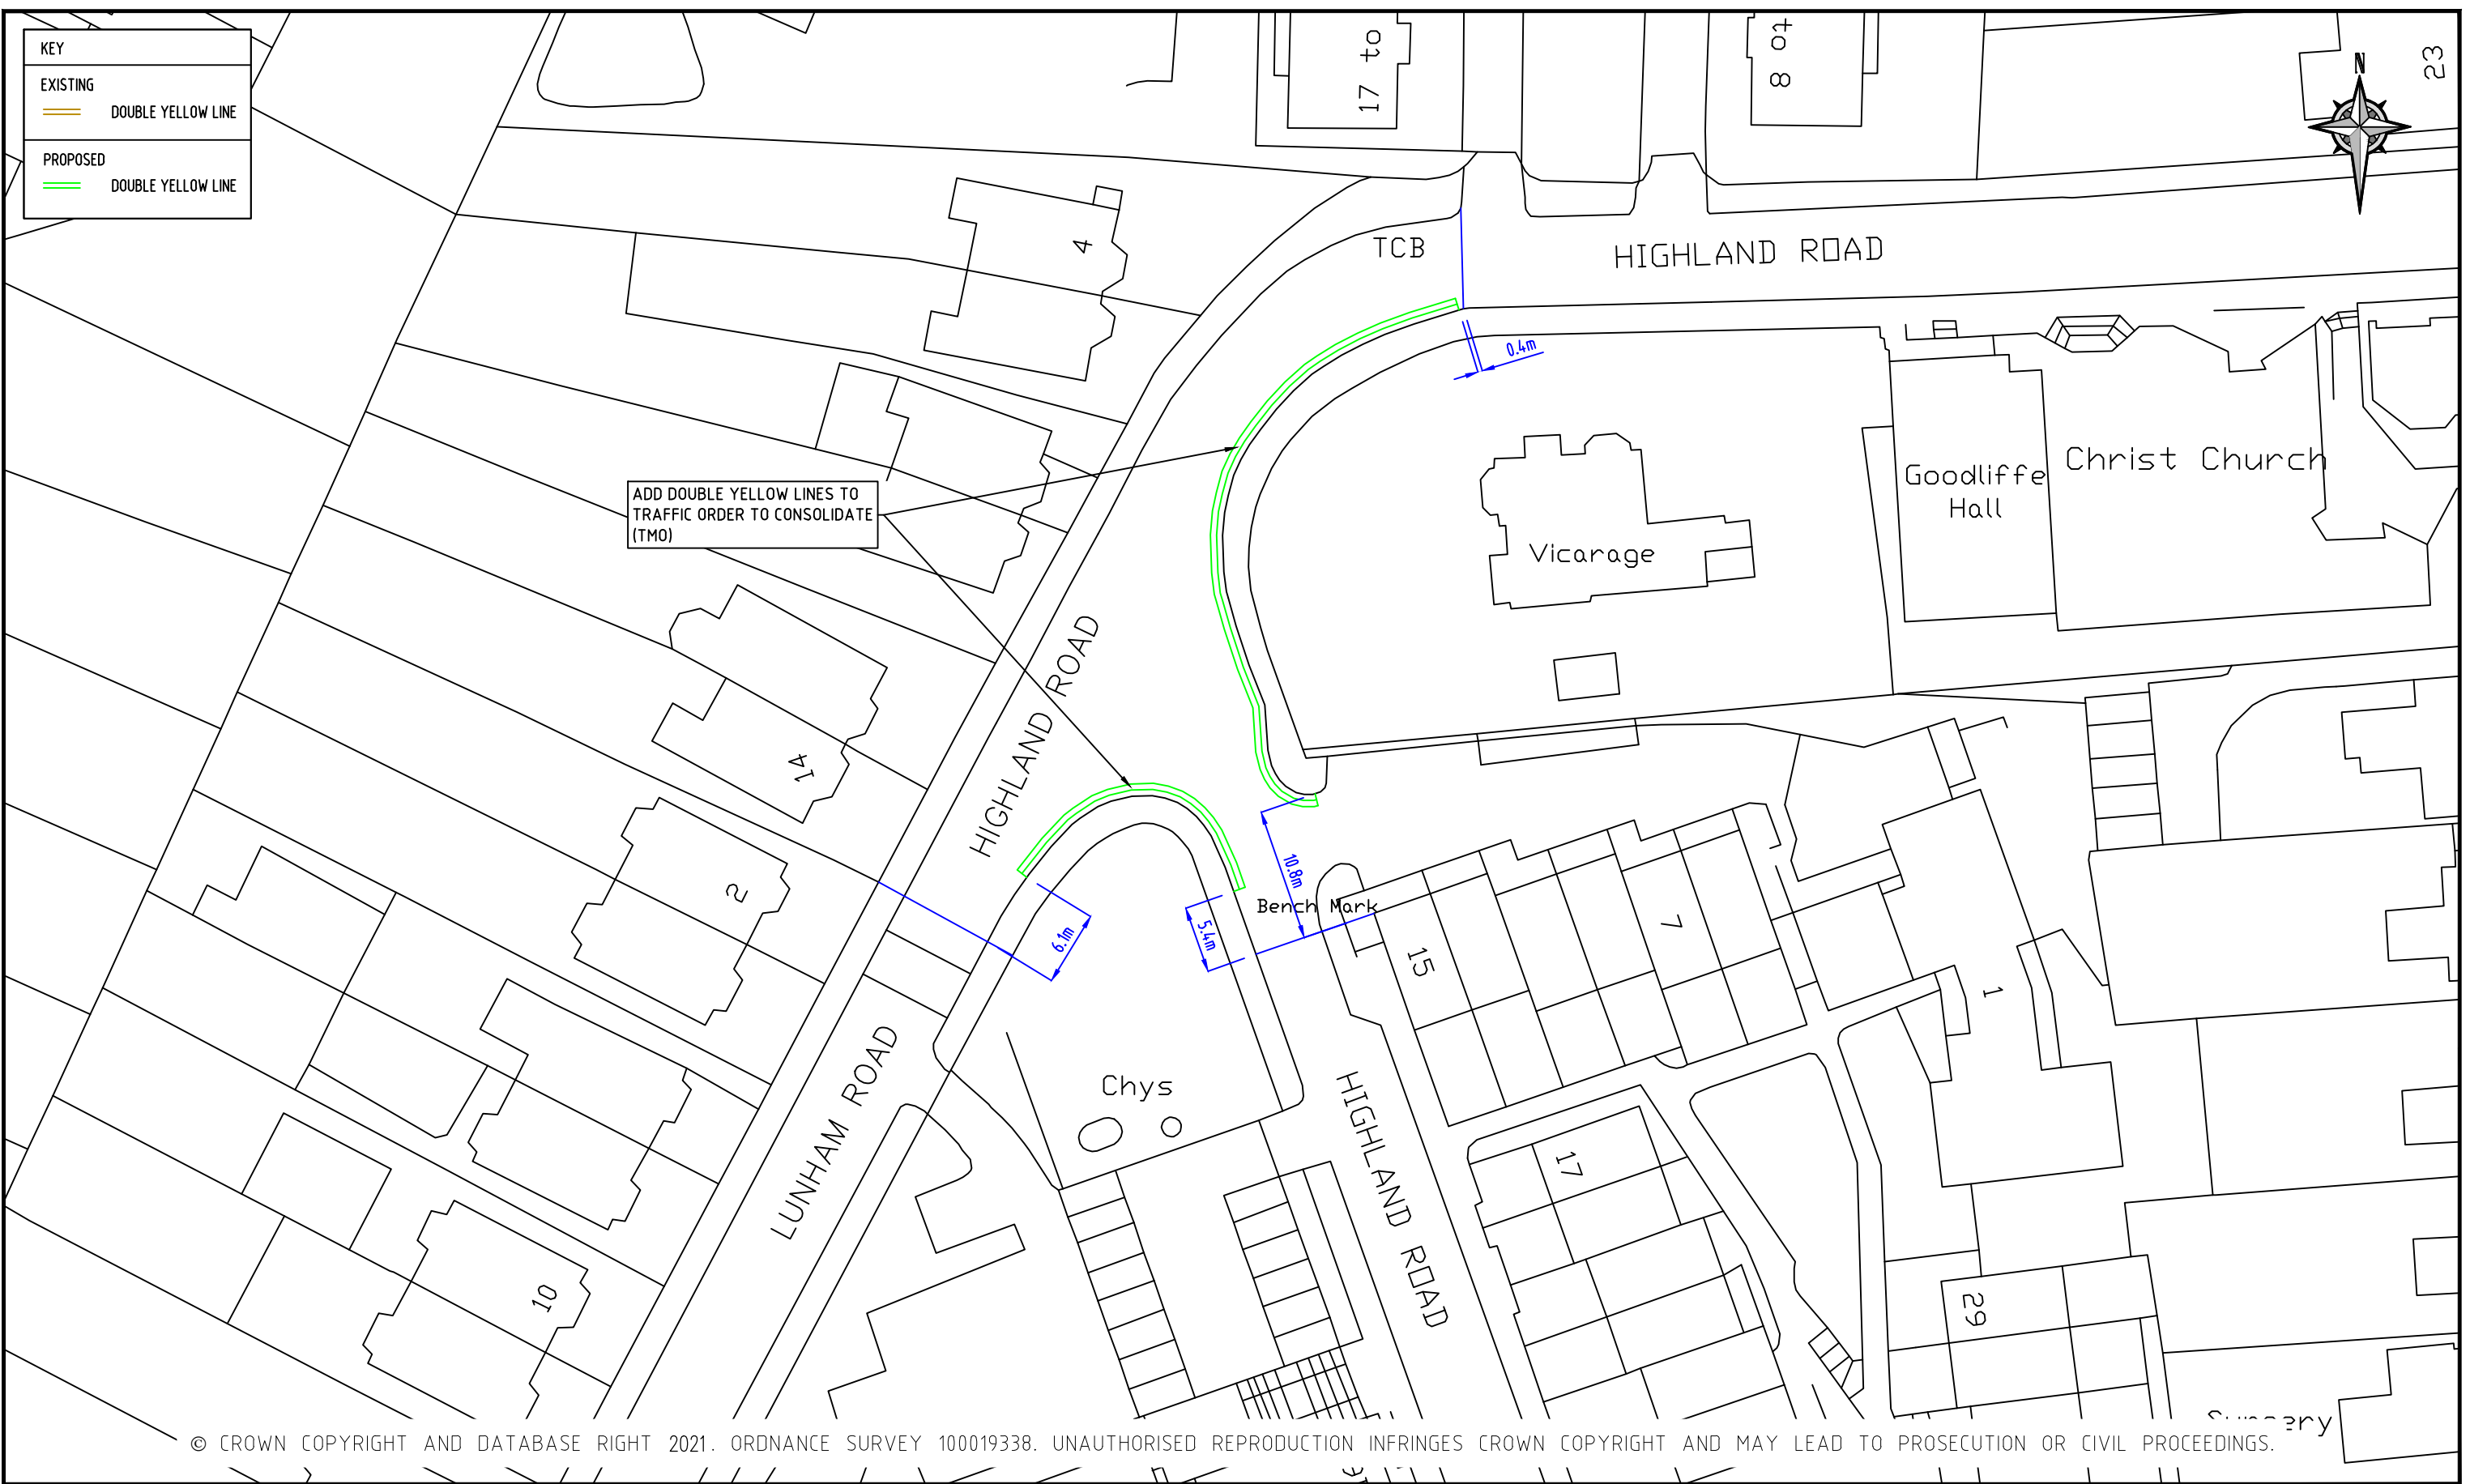 KEY
EXISTING
DOUBLE YELLOW LINE
PROPOSED
DOUBLE YELLOW LINE
17 to
8 of
23
N
4
TCB
HIGHLAND ROAD
0.4m
ADD DOUBLE YELLOW LINES TO
TRAFFIC ORDER TO CONSOLIDATE
(TMO)
Vicarage
Goodliffe
Hall
Christ Church
HIGHLAND ROAD
14
2
6.1m
5.4m
10.8m
Bench Mark
15
7
1
Chys
LUNHAM ROAD
HIGHLAND ROAD
17
10
29
© CROWN COPYRIGHT AND DATABASE RIGHT 2021. ORDNANCE SURVEY 100019338. UNAUTHORISED REPRODUCTION INFRINGES CROWN COPYRIGHT AND MAY LEAD TO PROSECUTION OR CIVIL PROCEEDINGS.